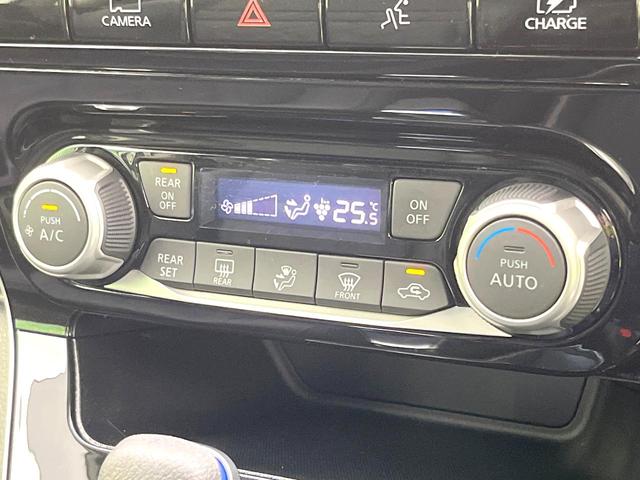 CAMERA
CHARGE
PUSH
A/C
REAR
ON
OFF
25.5 °C
ON
OFF
REAR
SET
REAR
FRONT
PUSH
AUTO